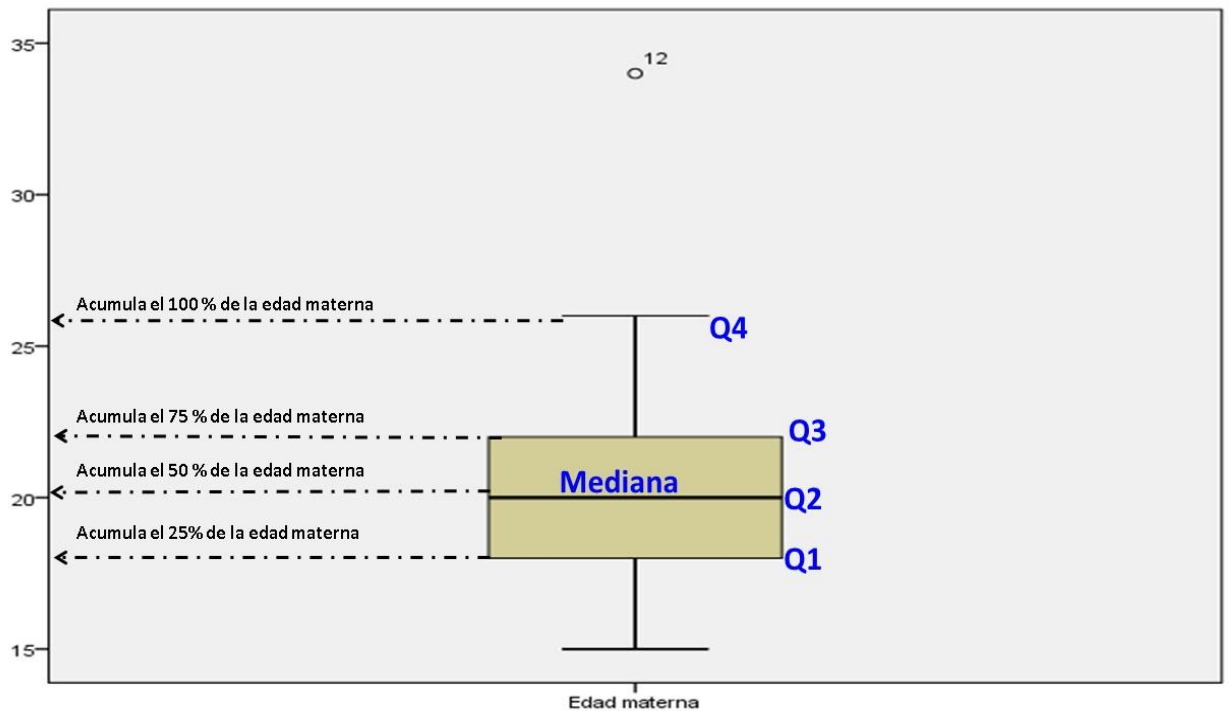 35
12
30
Acumula el 100 % de la edad materna
Q4
25
Acumula el 75 % de la edad materna
Q3
Acumula el 50 % de la edad materna
Mediana
20
Q2
Acumula el 25% de la edad materna
Q1
15
Edad materna